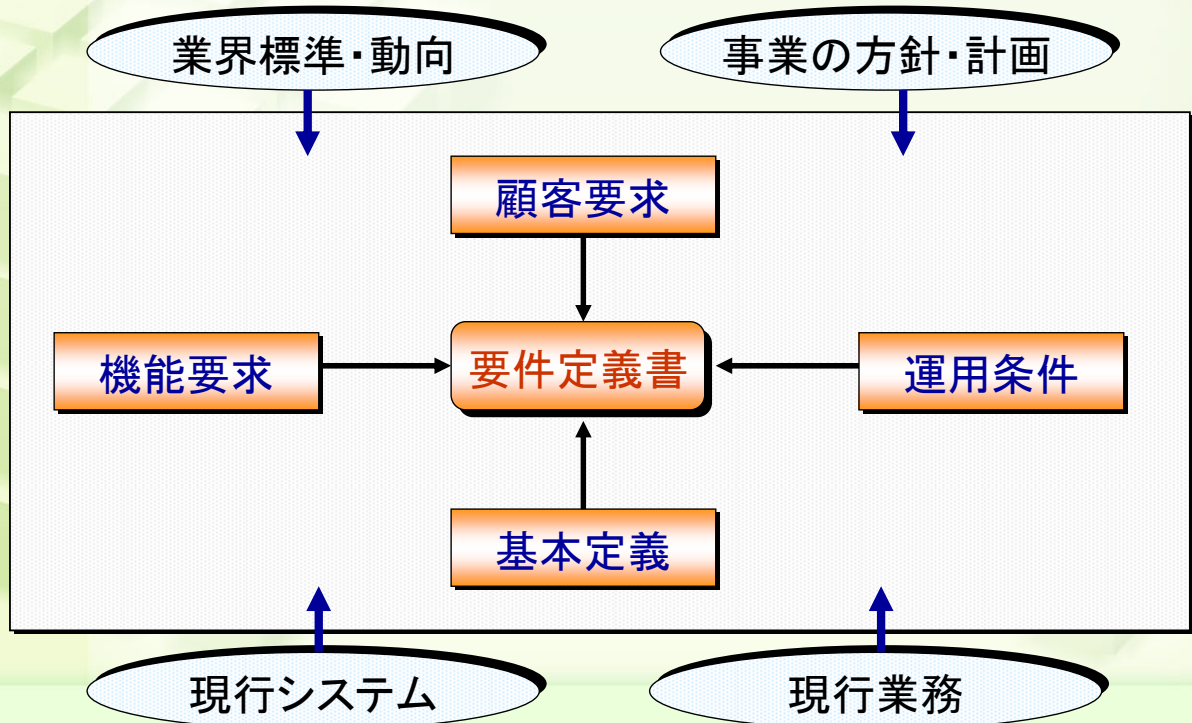 業界標準・動向
事業の方針・計画
顧客要求
機能要求
要件定義書
運用条件
基本定義
現行システム
現行業務